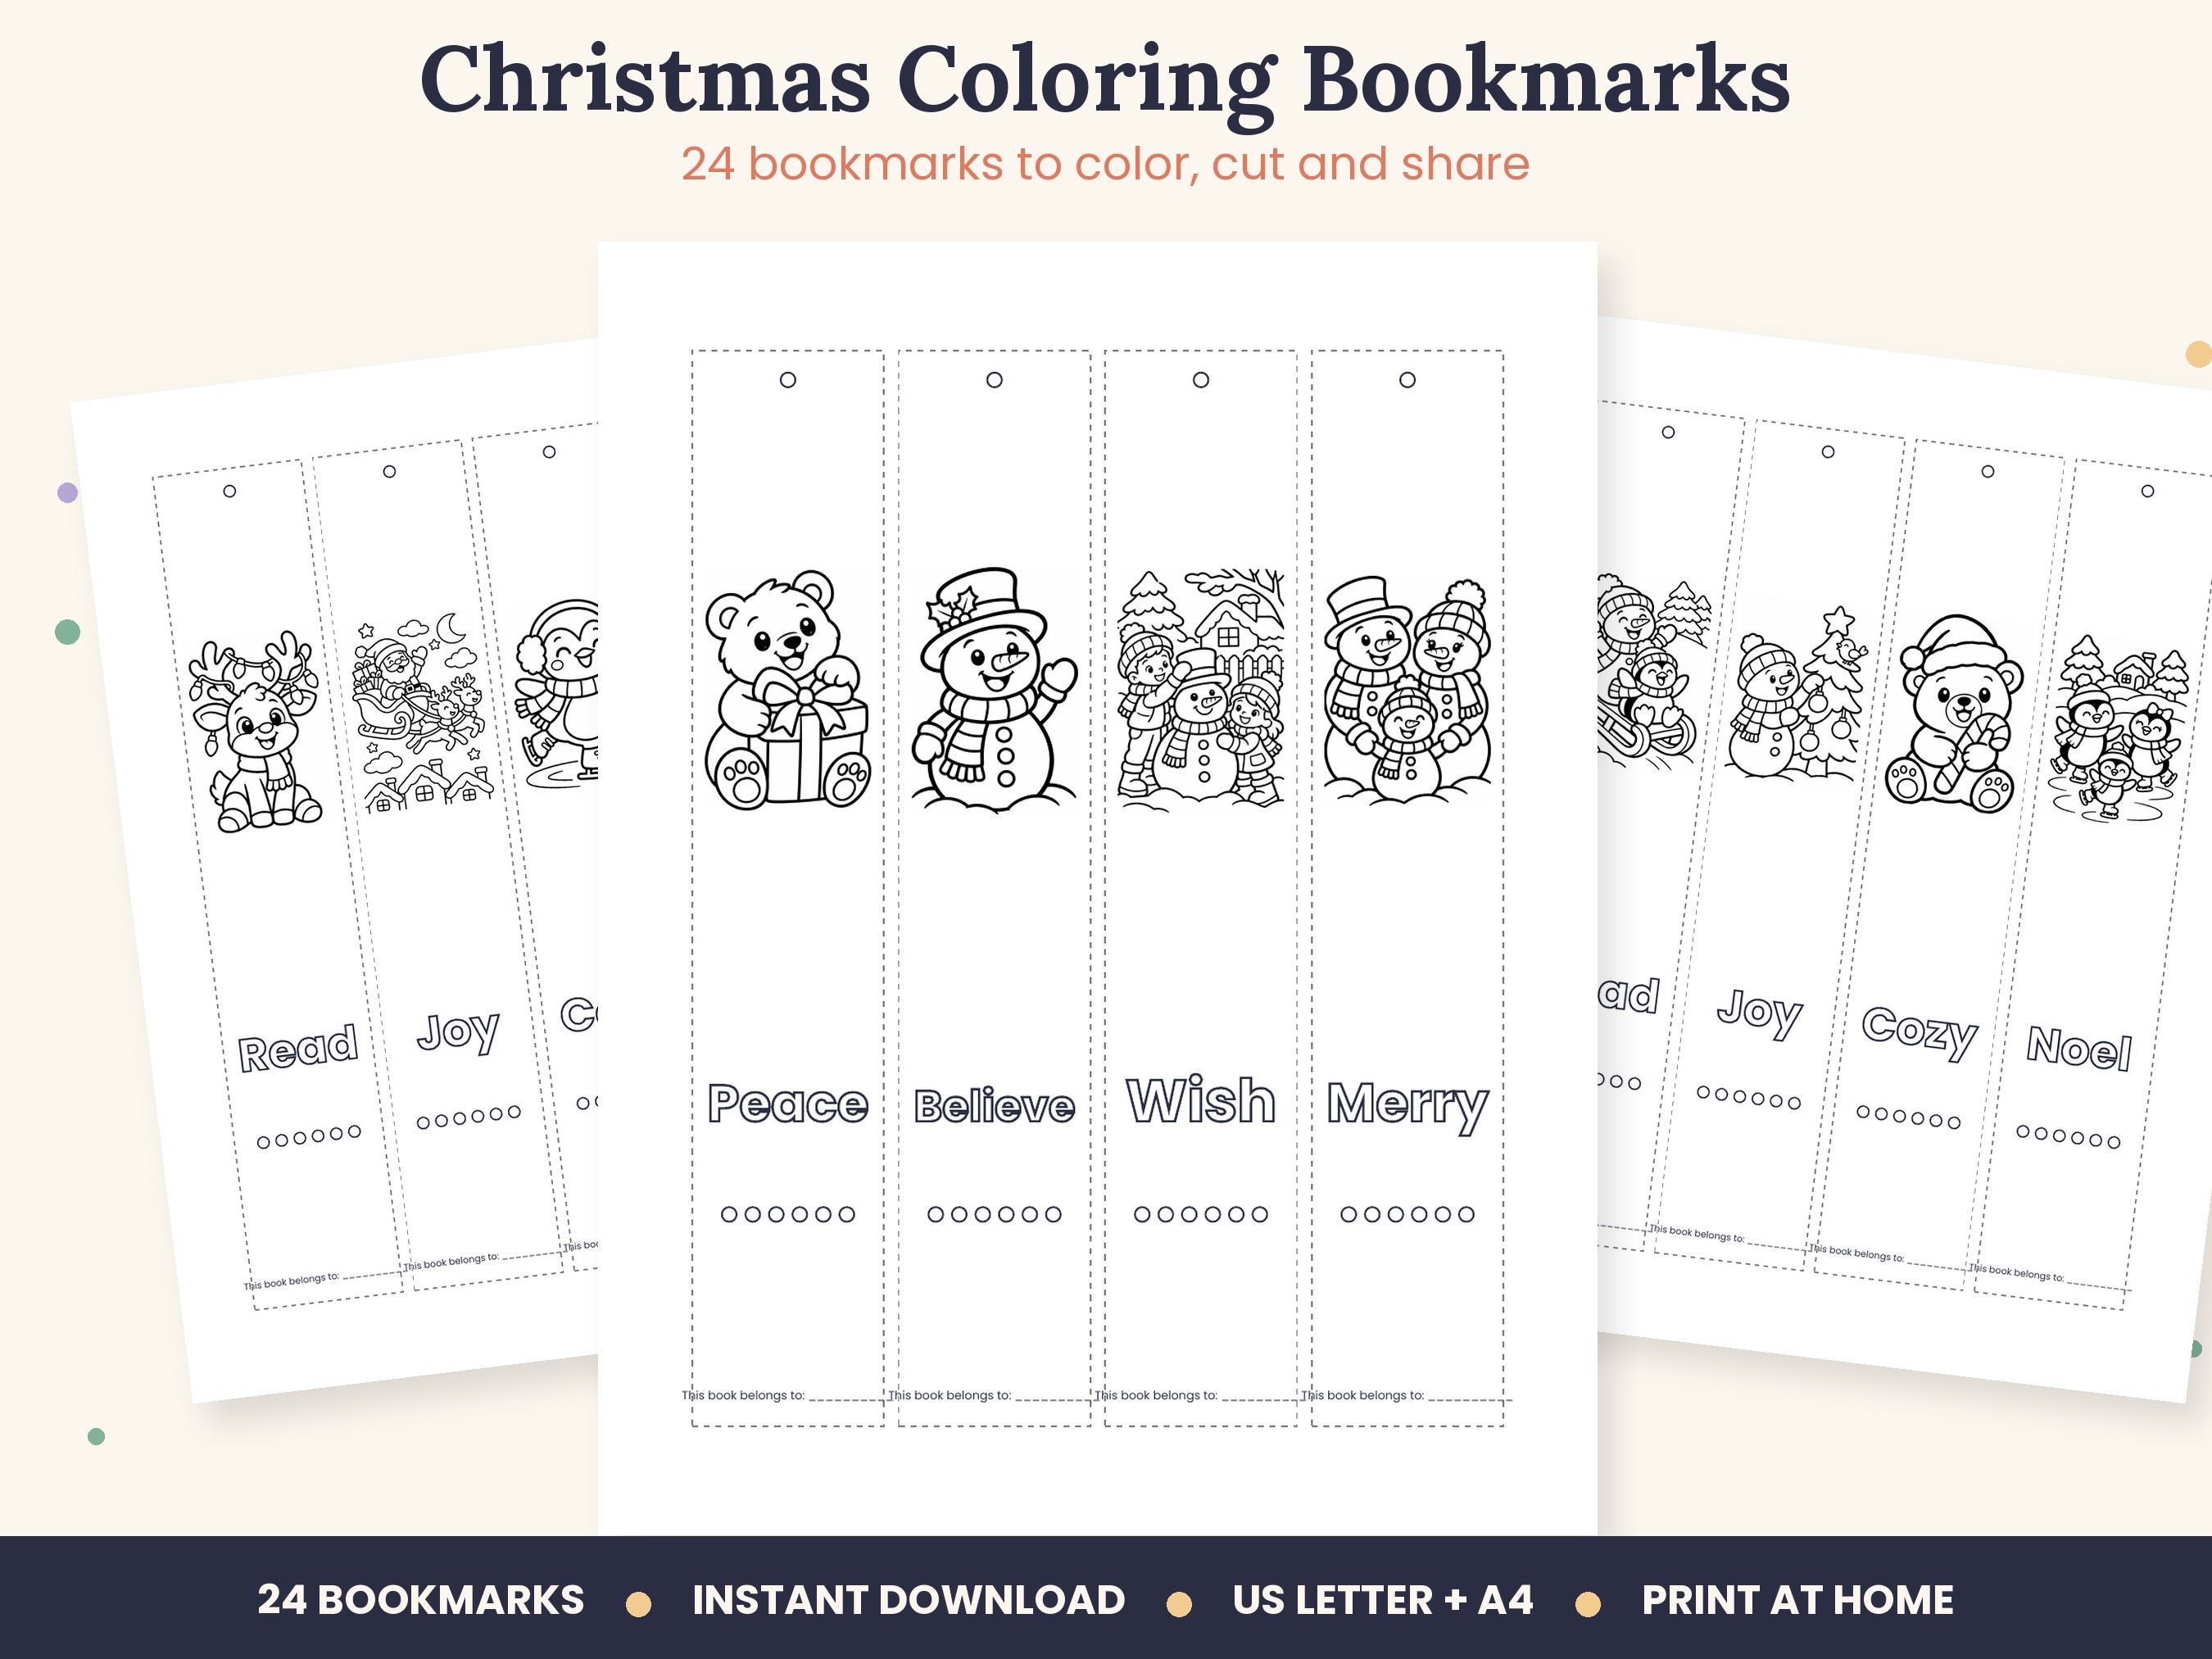 Christmas Coloring Bookmarks
24 bookmarks to color, cut and share
Read
Joy
This book belongs to:
This book belongs to:
Peace
Believe
Wish
Merry
This book belongs to:
This book belongs to:
This book belongs to:
This book belongs to:
Joy
Cozy
Noel
This book belongs to:
This book belongs to:
This book belongs to:
24 BOOKMARKS INSTANT DOWNLOAD US LETTER + A4 PRINT AT HOME